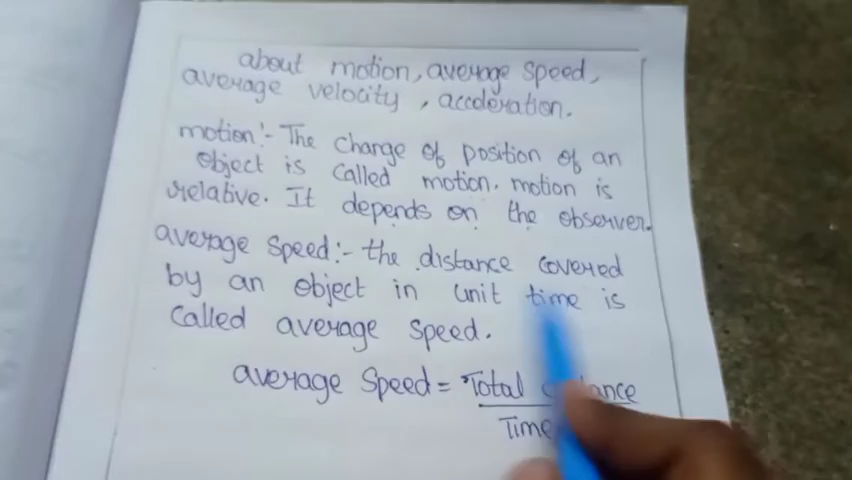 about motion, average speed,
average velocity, acceleration.
motion:- The change of position of an
object is called motion. motion is
relative. It depends on the observer.
average speed:- the distance covered
by an object in unit time is
called average speed.
average speed = Total
Time